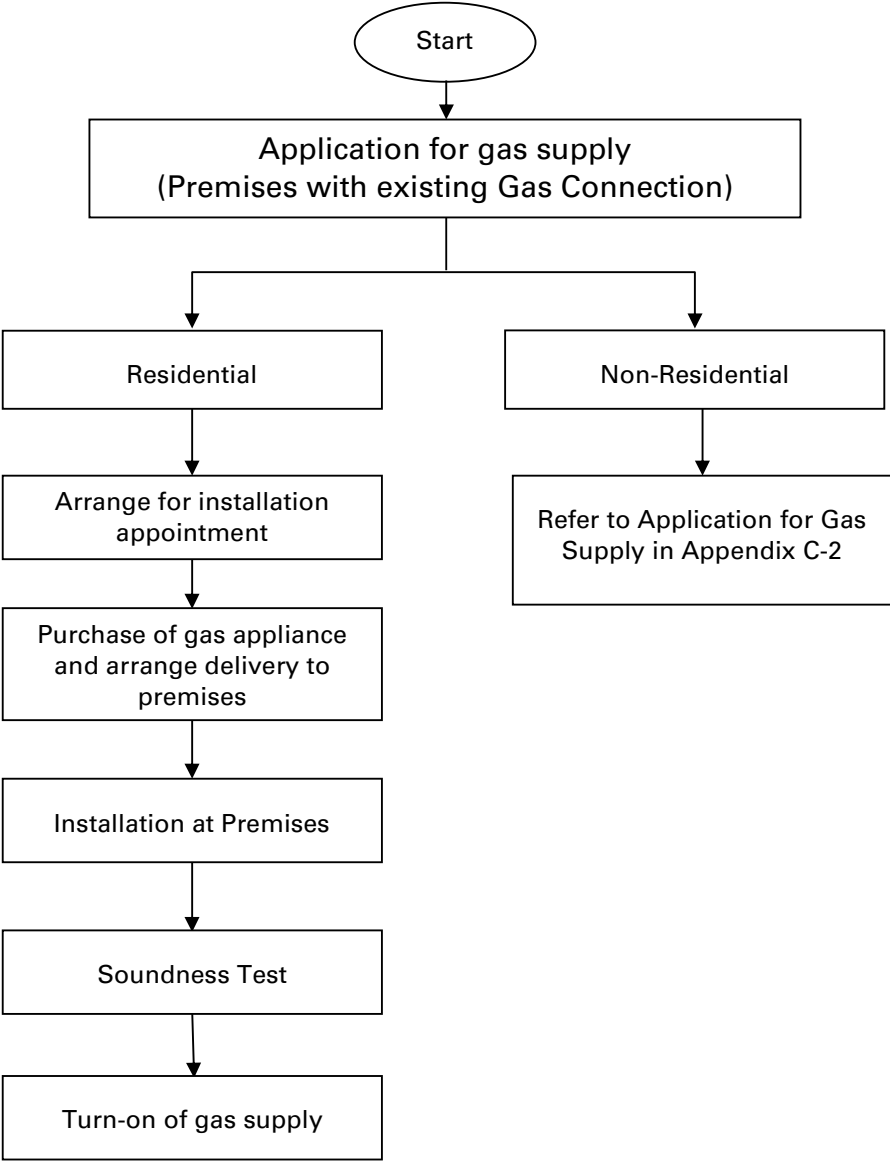 Start
Application for gas supply
(Premises with existing Gas Connection)
Residential
Non-Residential
Arrange for installation
appointment
Refer to Application for Gas
Supply in Appendix C-2
Purchase of gas appliance
and arrange delivery to
premises
Installation at Premises
Soundness Test
Turn-on of gas supply